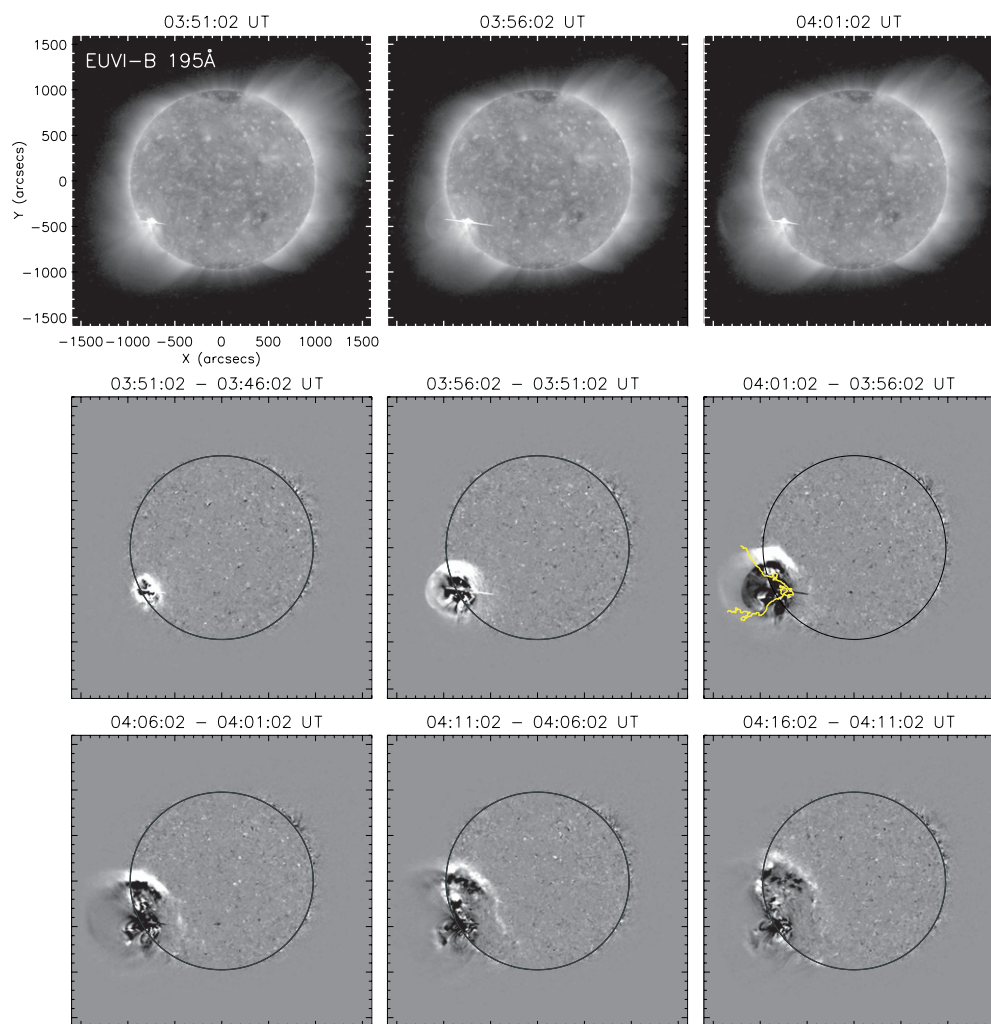 03:51:02 UT 03:56:02 UT 04:01:02 UT
EUVI−B 195Å
1500
1000
500
0
−500
−1000
−1500
Y (arcsecs)
−1500 −1000 −500 0 500 1000 1500
X (arcsecs)
03:51:02 − 03:46:02 UT 03:56:02 − 03:51:02 UT 04:01:02 − 03:56:02 UT
04:06:02 − 04:01:02 UT 04:11:02 − 04:06:02 UT 04:16:02 − 04:11:02 UT